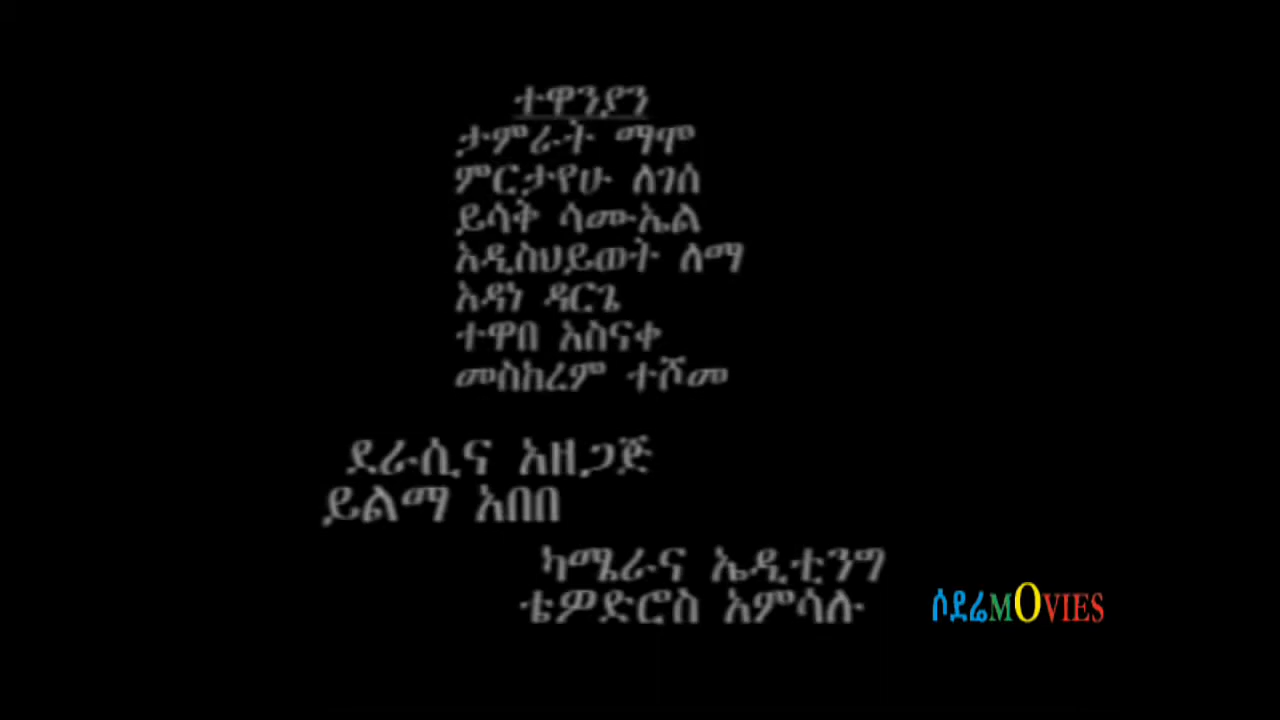 ተዋንያን
ታምራት ማሞ
ምርታየሁ ለገሰ
ይሳቅ ሳሙኤል
አዲስህይወት ለማ
አዳነ ዳርጌ
ተዋበ አስናቀ
መስከረም ተሾመ
ደራሲና አዘጋጅ
ይልማ አበበ
ካሜራና ኤዲቲንግ
ቴዎድሮስ አምሳሉ
ሶደሬMOVIES